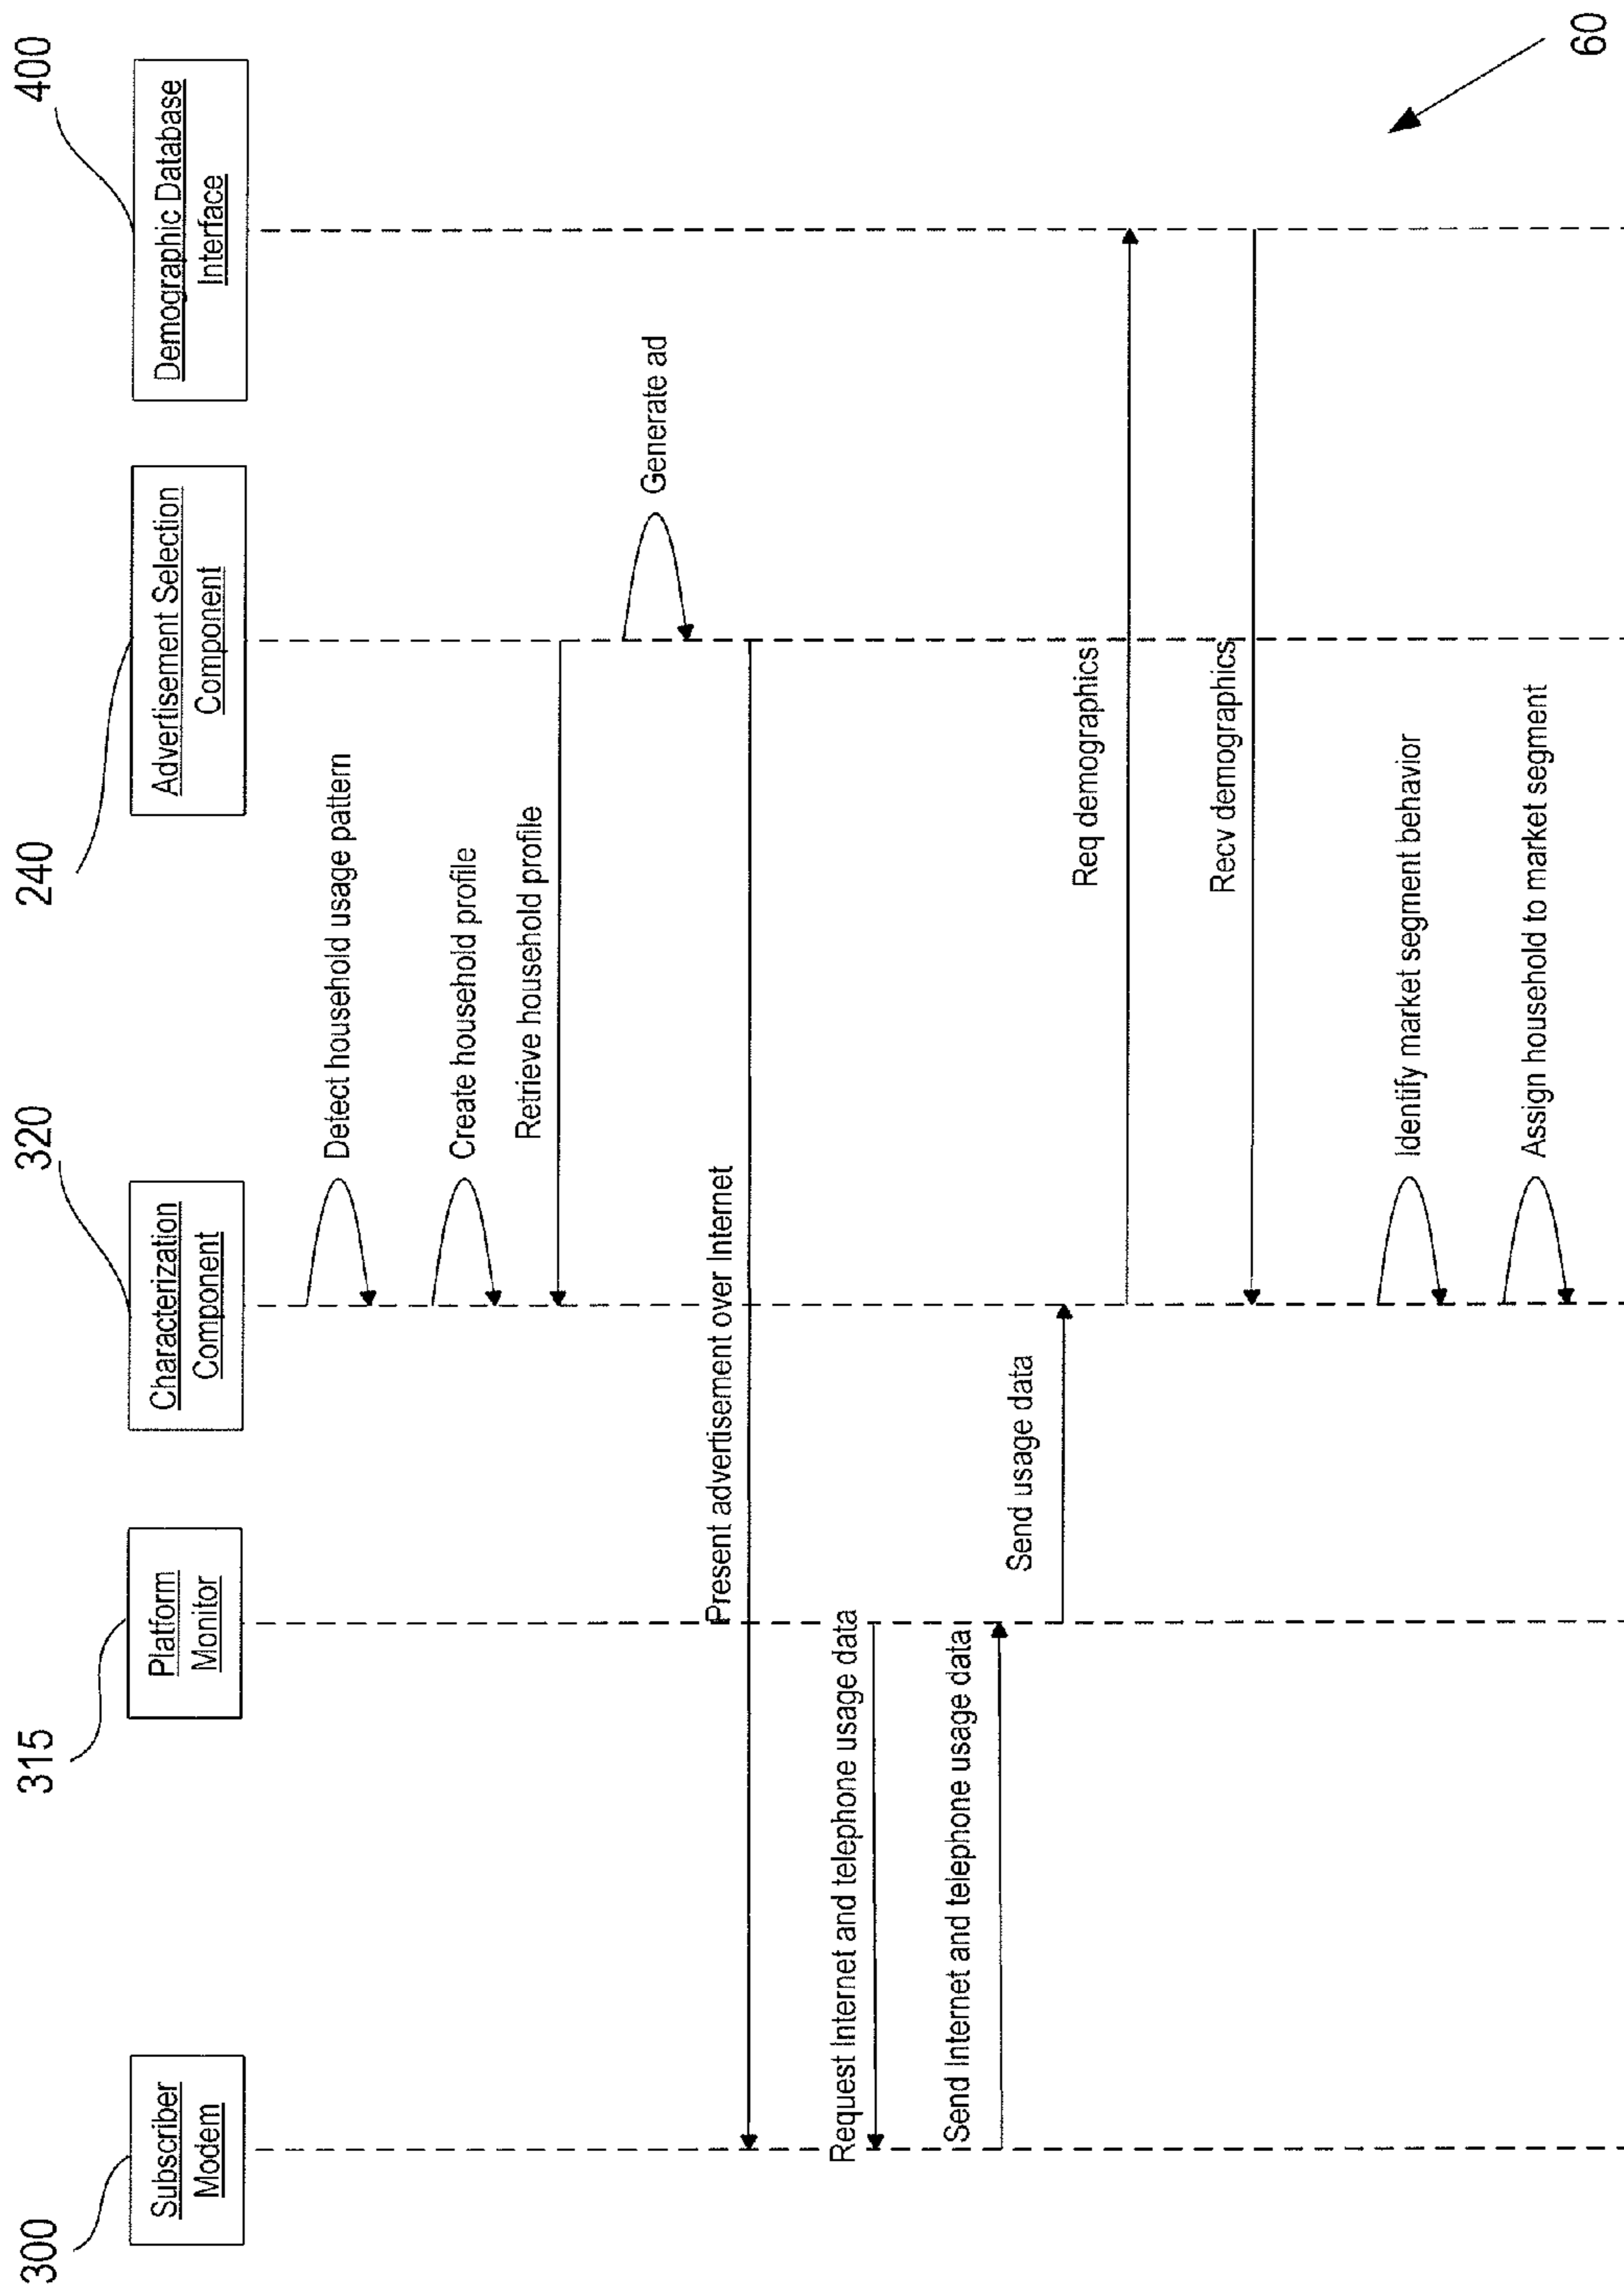 300
Subscriber
Modem
315
Platform
Monitor
320
Characterization
Component
240
Advertisement Selection
Component
400
Demographic Database
Interface
Detect household usage pattern
Create household profile
Retrieve household profile
Generate ad
Present advertisement over Internet
Request Internet and telephone usage data
Send Internet and telephone usage data
Send usage data
Req demographics
Recv demographics
Identify market segment behavior
Assign household to market segment
60